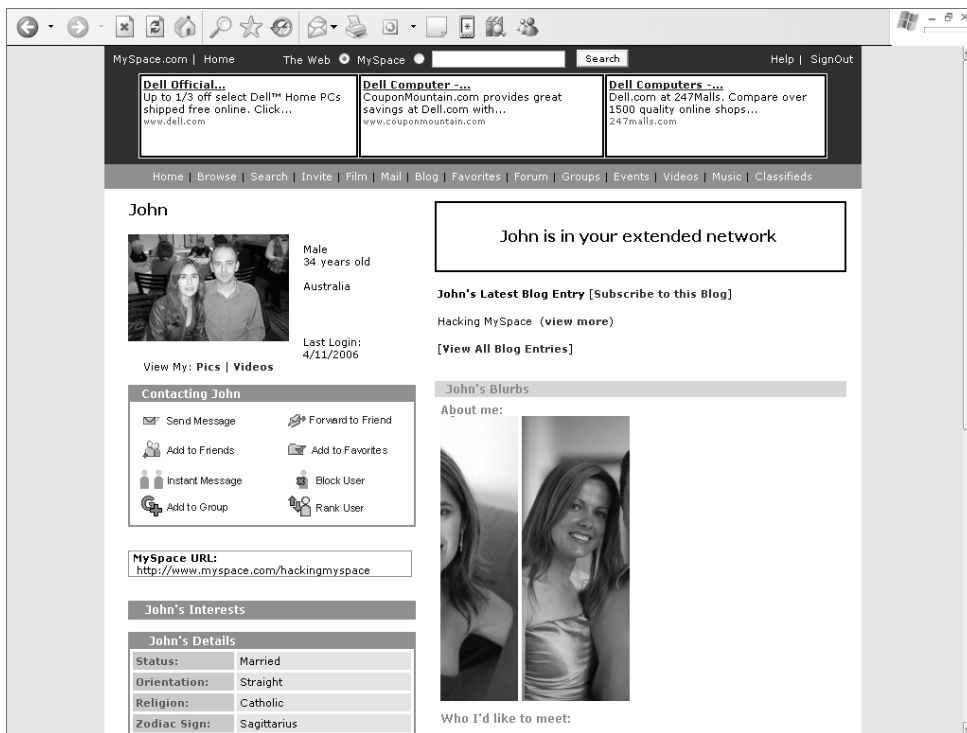 MySpace.com | Home The Web MySpace Search Help | SignOut
Dell Official...
Up to 1/3 off select Dell™ Home PCs
shipped free online. Click...
www.dell.com
Dell Computer -...
CouponMountain.com provides great
savings at Dell.com with...
www.couponmountain.com
Dell Computers -...
Dell.com at 247Malls. Compare over
1500 quality online shops...
247malls.com
Home | Browse | Search | Invite | Film | Mail | Blog | Favorites | Forum | Groups | Events | Videos | Music | Classifieds
John
Male
34 years old
Australia
Last Login:
4/11/2006
View My: Pics | Videos
Contacting John
Send Message Forward to Friend
Add to Friends Add to Favorites
Instant Message Block User
Add to Group Rank User
MySpace URL:
http://www.myspace.com/hackingmyspace
John's Interests
John's Details
Status: Married
Orientation: Straight
Religion: Catholic
Zodiac Sign: Sagittarius
John is in your extended network
John's Latest Blog Entry [Subscribe to this Blog]
Hacking MySpace (view more)
[View All Blog Entries]
John's Blurbs
About me:
Who I'd like to meet: